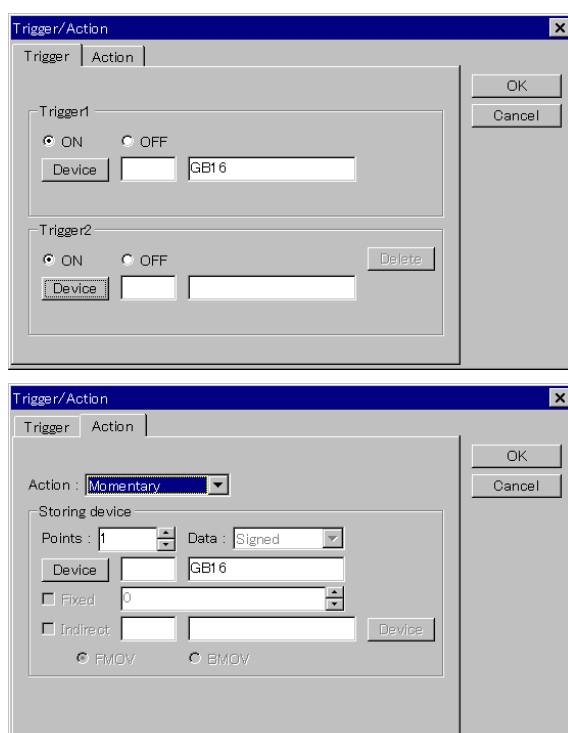 Trigger/Action
Trigger Action
OK
Cancel
Trigger1
ON OFF
Device GB16
Trigger2
ON OFF Delete
Device
Trigger/Action
Trigger Action
OK
Cancel
Action : Momentary
Storing device
Points : 1 Data : Signed
Device GB16
Fixed 0
Indirect Device
FMOV BMOV